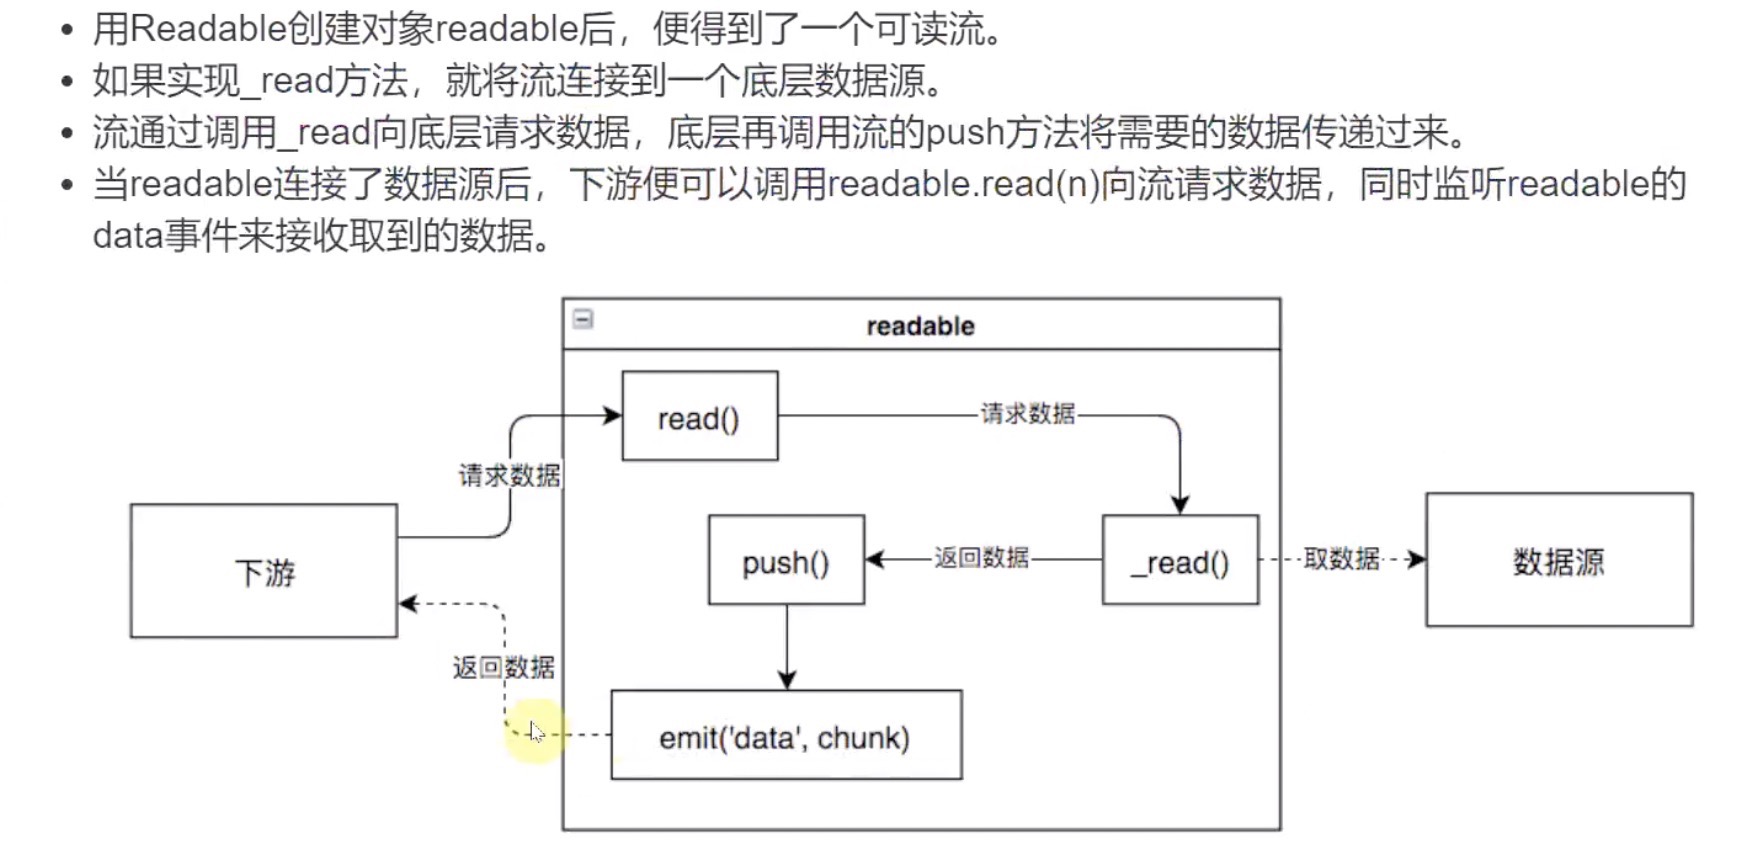 用Readable创建对象readable后，便得到了一个可读流。
如果实现_read方法，就将流连接到一个底层数据源。
流通过调用_read向底层请求数据，底层再调用流的push方法将需要的数据传递过来。
当readable连接了数据源后，下游便可以调用readable.read(n)向流请求数据，同时监听readable的
data事件来接收取到的数据。
readable
read()
请求数据
请求数据
下游
push()
返回数据
_read()
取数据
数据源
返回数据
emit('data', chunk)